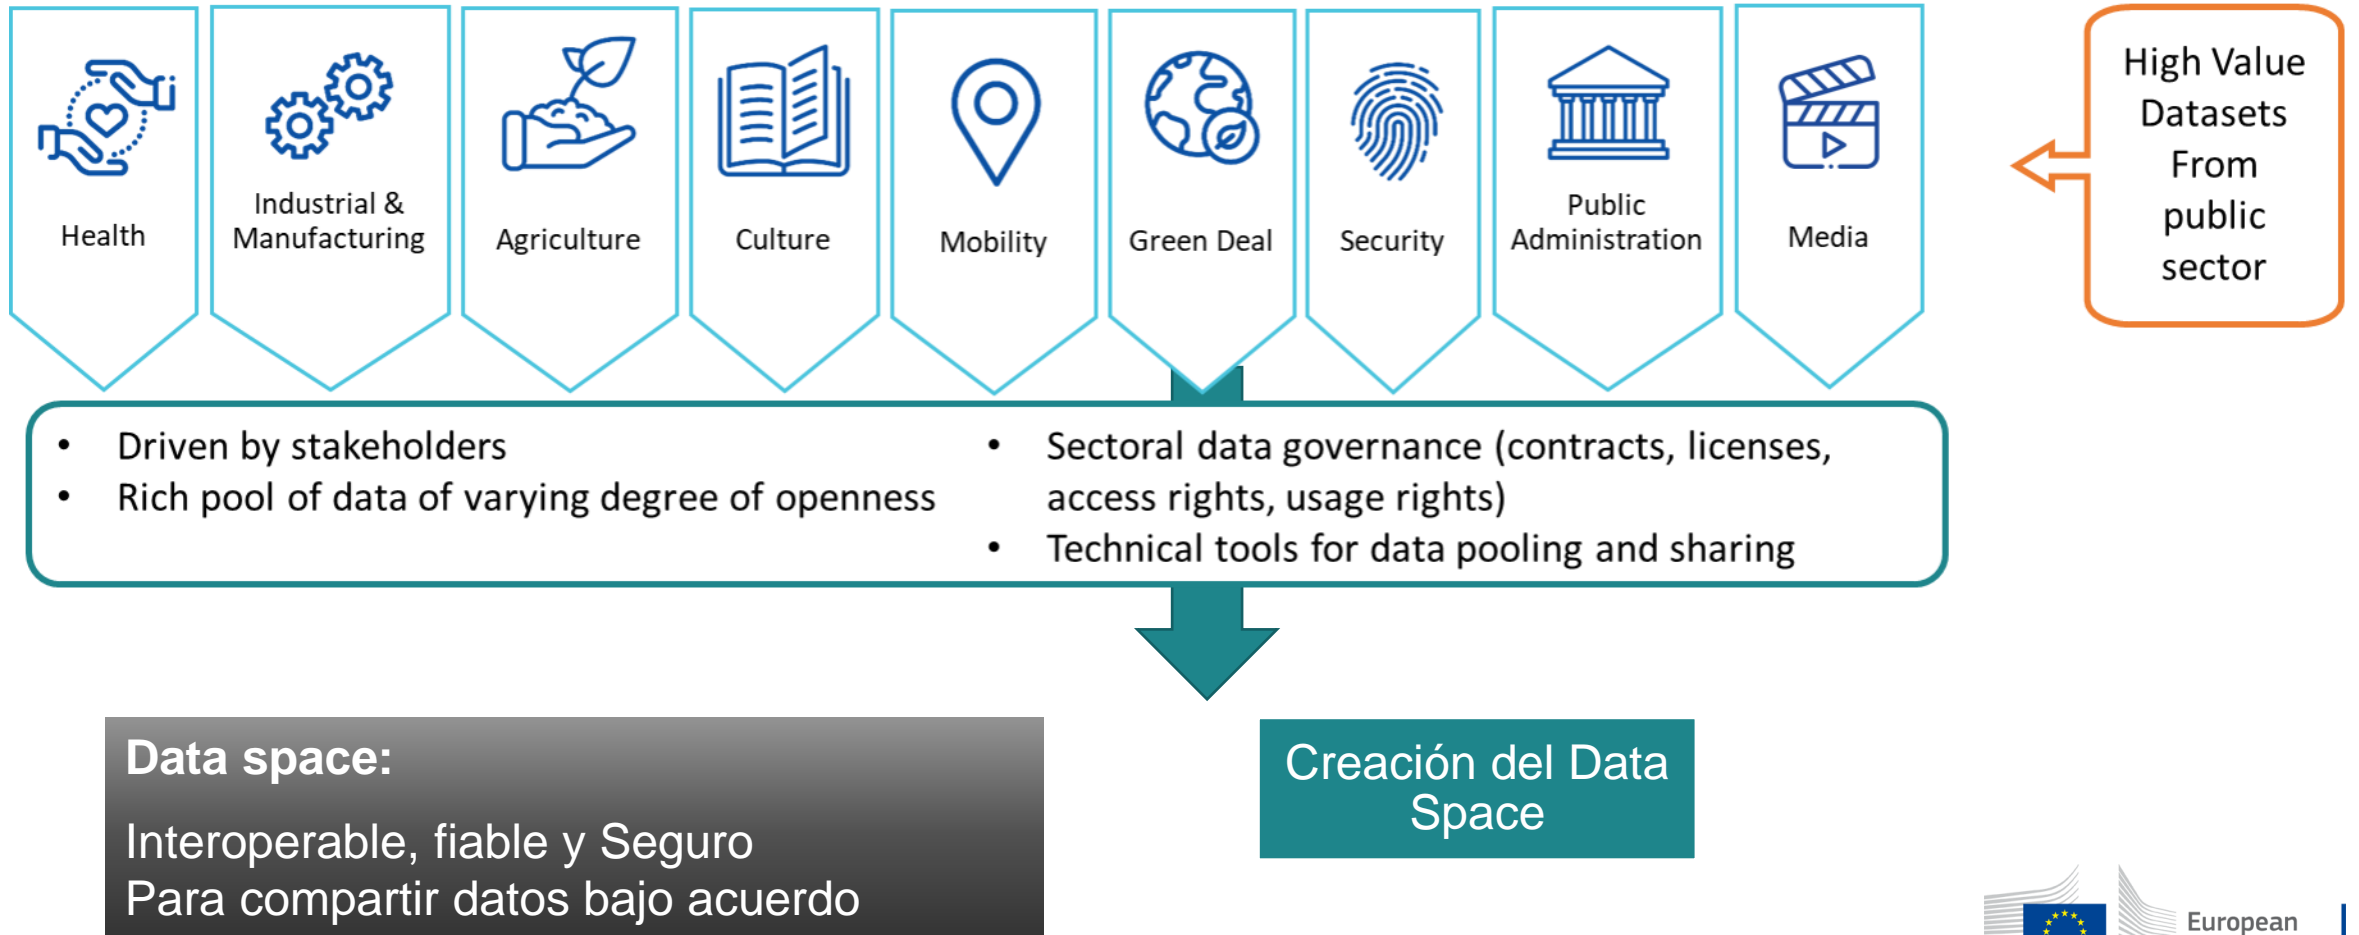 Health
Industrial &
Manufacturing
Agriculture
Culture
Mobility
Green Deal
Security
Public
Administration
Media
High Value
Datasets
From
public
sector
• Driven by stakeholders
• Rich pool of data of varying degree of openness
• Sectoral data governance (contracts, licenses,
access rights, usage rights)
• Technical tools for data pooling and sharing
Data space:
Interoperable, fiable y Seguro
Para compartir datos bajo acuerdo
Creación del Data
Space
European